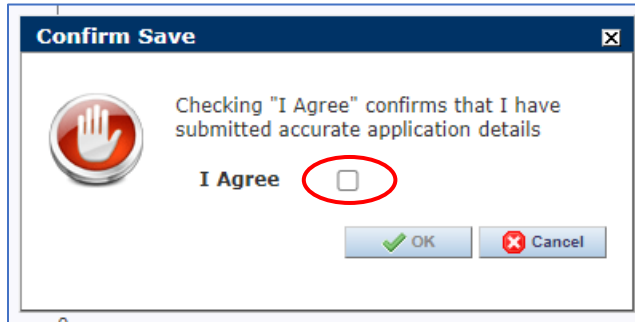 Confirm Save
Checking "I Agree" confirms that I have
submitted accurate application details
I Agree
OK
Cancel